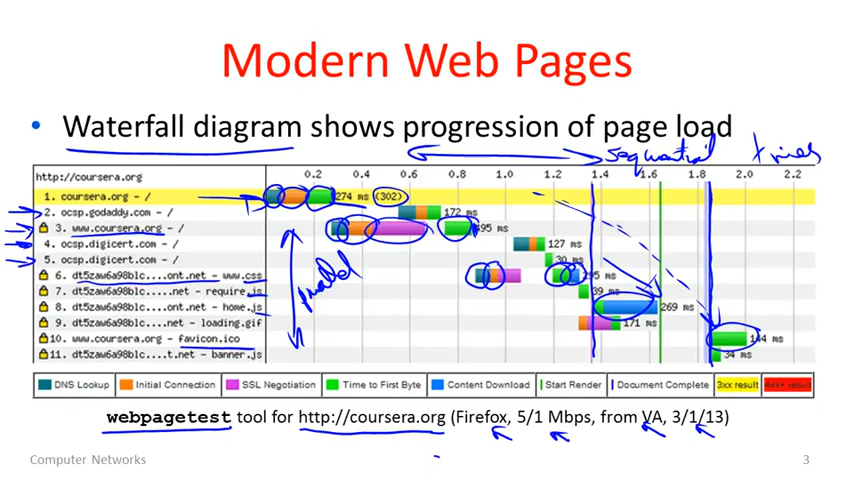 Modern Web Pages
• Waterfall diagram shows progression of page load
sequential
times
http://coursera.org
0.2 0.4 0.6 0.8 1.0 1.2 1.4 1.6 1.8 2.0 2.2
1. coursera.org - / 274 ms (302)
2. ocsp.godaddy.com - / 172 ms
3. www.coursera.org - / 495 ms
4. ocsp.digicert.com - / 127 ms
5. ocsp.digicert.com - / 30 ms
parallel
6. dt5zaw6a98blc....ont.net - www.css 295 ms
7. dt5zaw6a98blc....ont.net - require.js 39 ms
8. dt5zaw6a98blc....ont.net - home.js 269 ms
9. dt5zaw6a98blc....net - loading.gif 171 ms
10. www.coursera.org - favicon.ico 144 ms
11. dt5zaw6a98blc....t.net - banner.js 34 ms
DNS Lookup Initial Connection SSL Negotiation Time to First Byte Content Download Start Render Document Complete 3xx result 4xx+ result
webpagetest tool for http://coursera.org (Firefox, 5/1 Mbps, from VA, 3/1/13)
Computer Networks 3